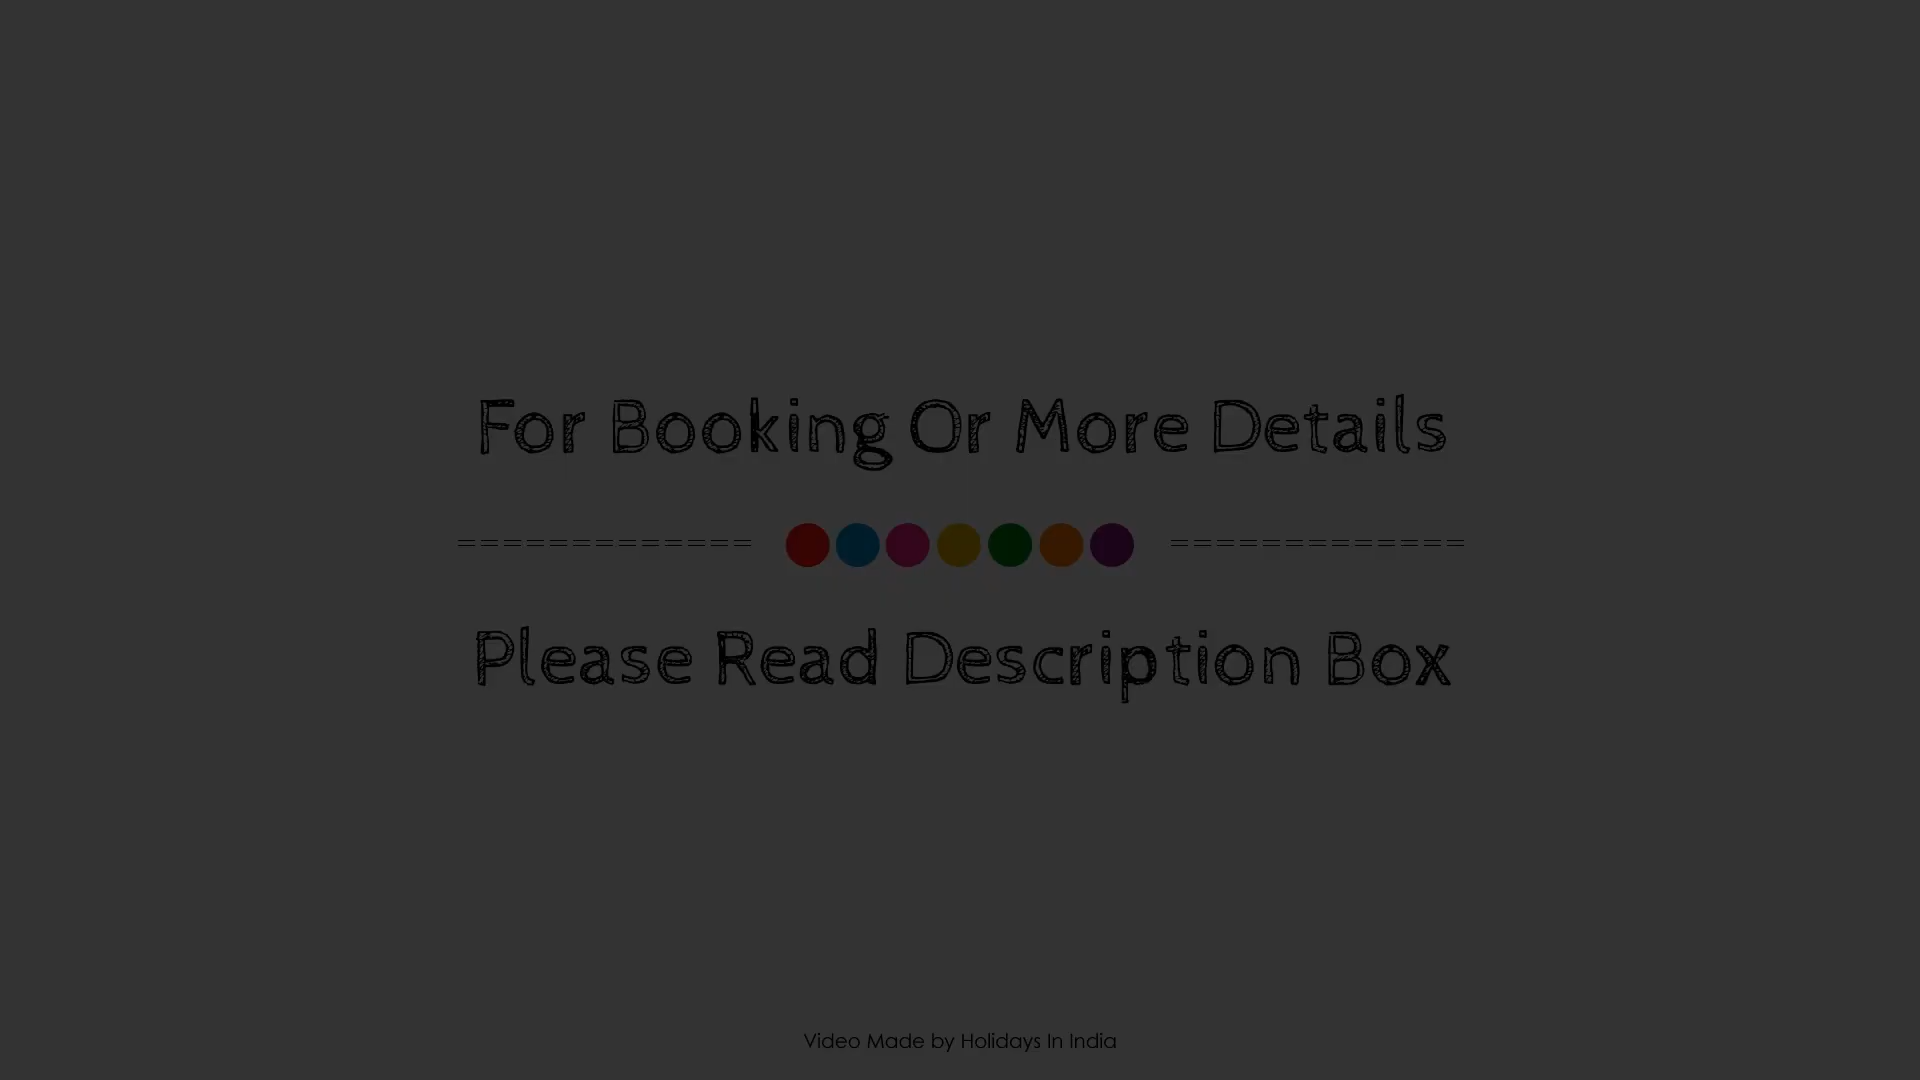 For Booking Or More Details
============= =============
Please Read Description Box
Video Made by Holidays In India